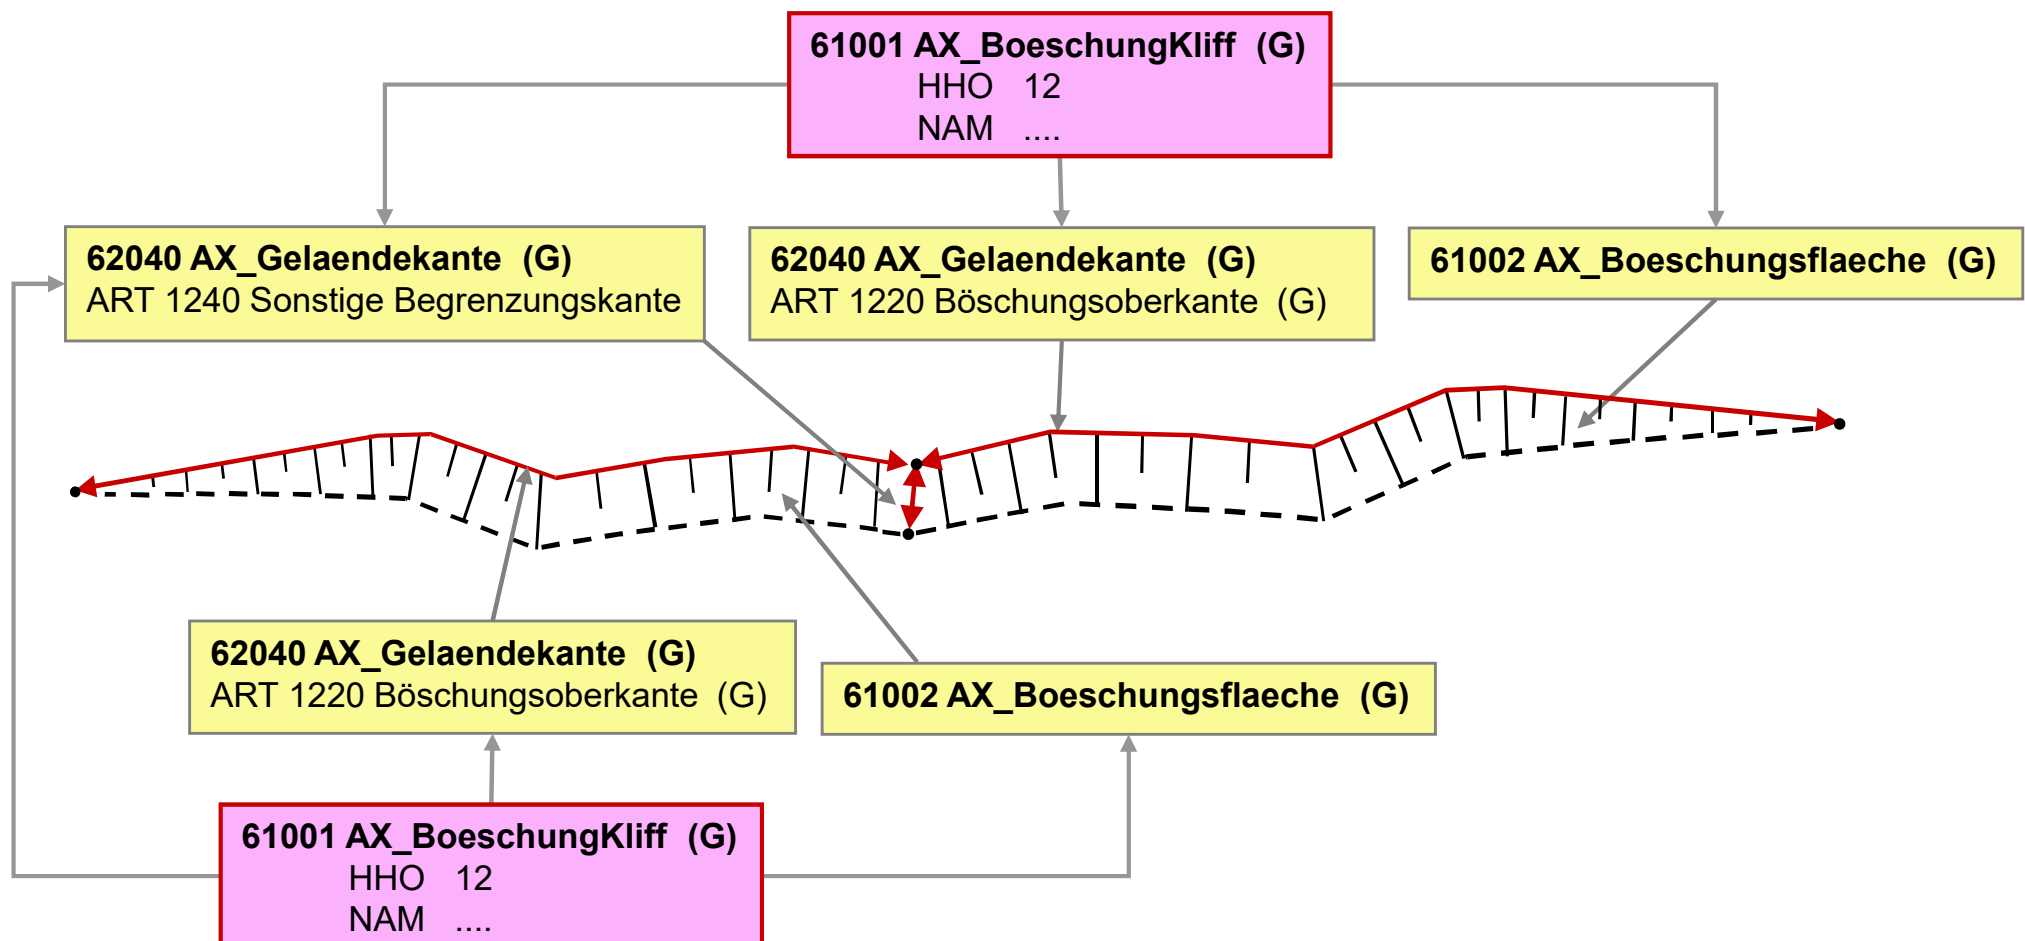 61001 AX_BoeschungKliff (G)
HHO 12
NAM ....
62040 AX_Gelaendekante (G)
ART 1240 Sonstige Begrenzungskante
62040 AX_Gelaendekante (G)
ART 1220 Böschungsoberkante (G)
61002 AX_Boeschungsflaeche (G)
62040 AX_Gelaendekante (G)
ART 1220 Böschungsoberkante (G)
61002 AX_Boeschungsflaeche (G)
61001 AX_BoeschungKliff (G)
HHO 12
NAM ....